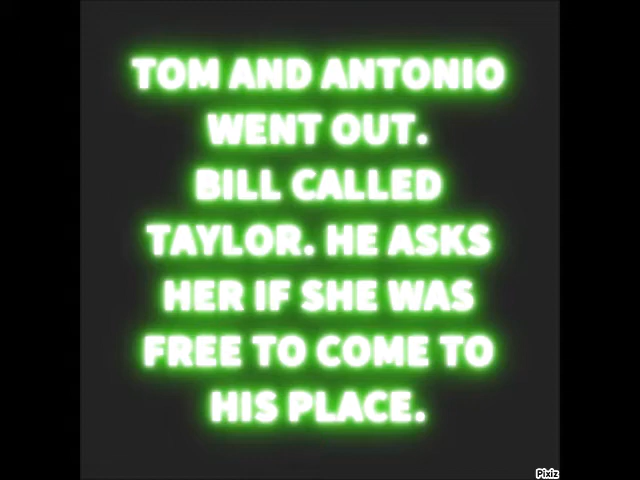 TOM AND ANTONIO
WENT OUT.
BILL CALLED
TAYLOR. HE ASKS
HER IF SHE WAS
FREE TO COME TO
HIS PLACE.
Pixiz